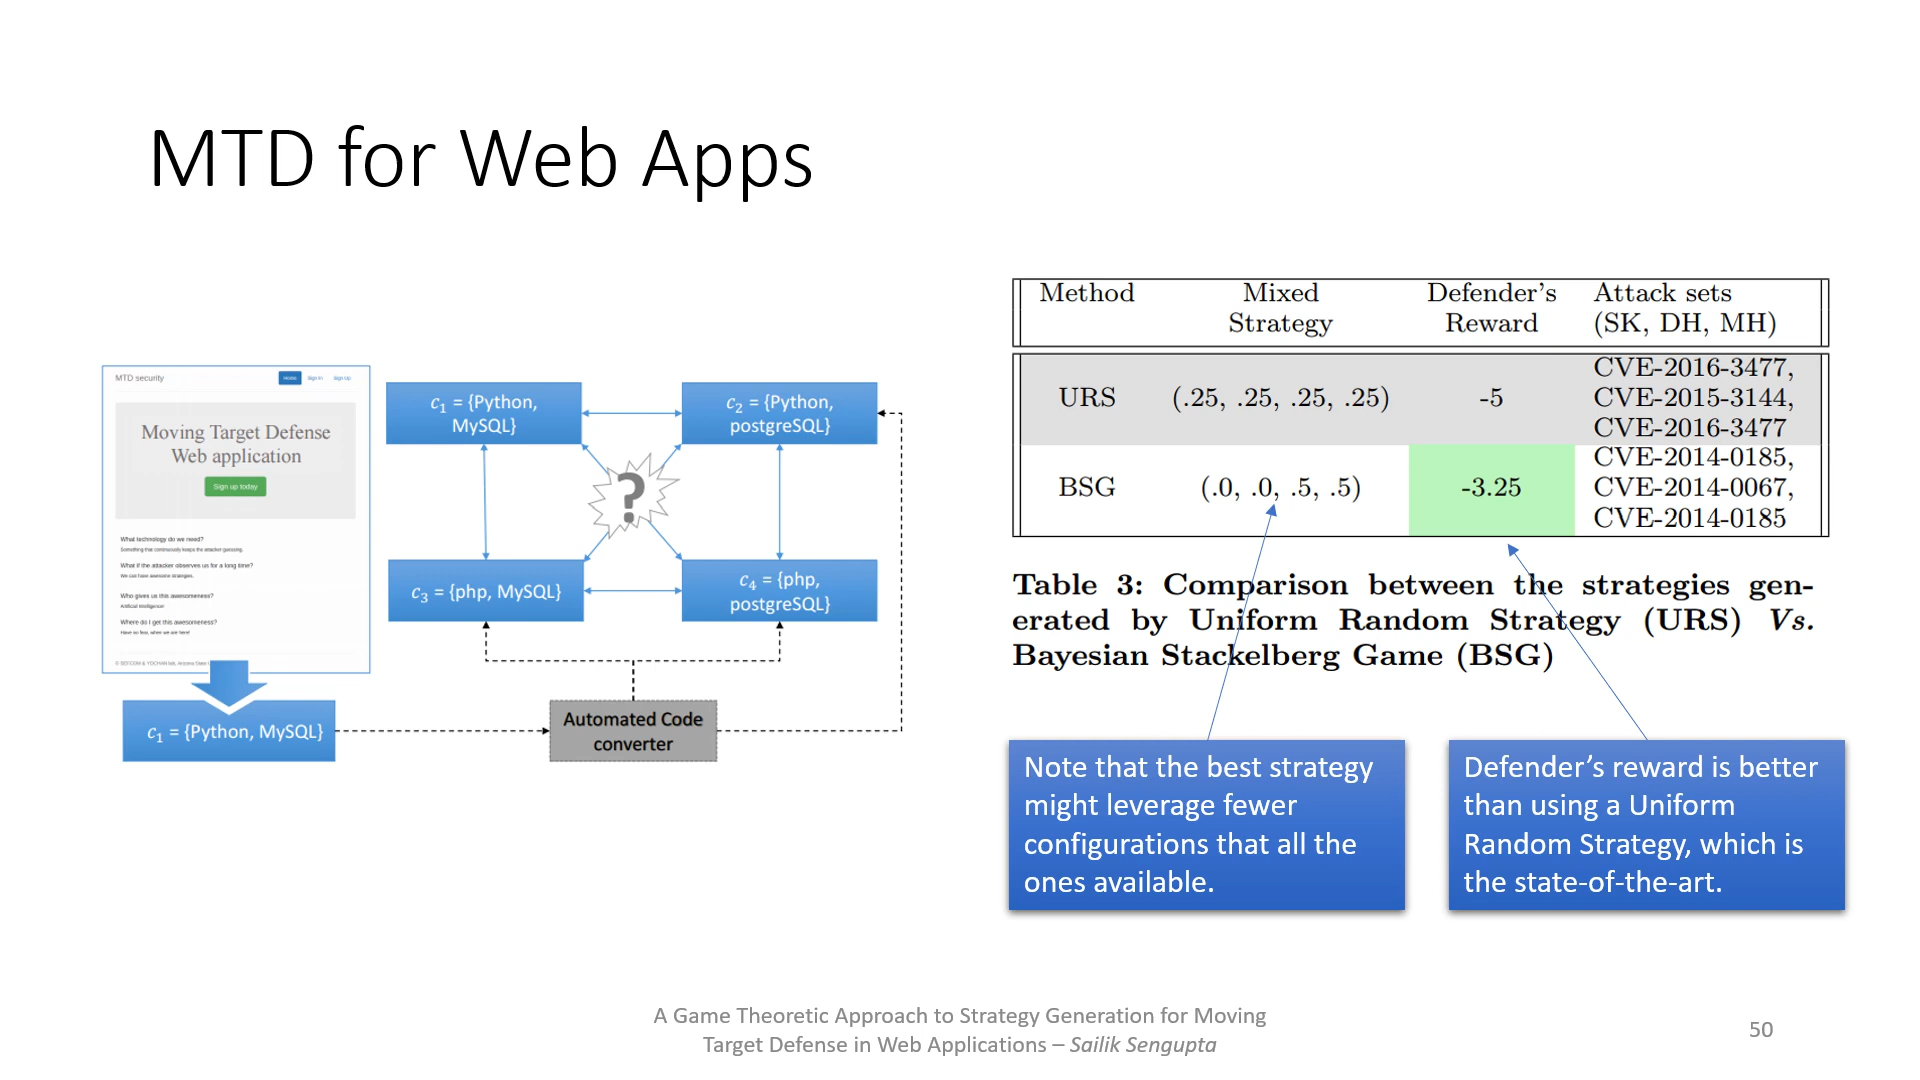 MTD for Web Apps
MTD security
Home
Sign In
Sign Up
Moving Target Defense
Web application
Sign up today
What technology do we need?
Something that continuously keeps the attacker guessing.
What if the attacker observes us for a long time?
We can have awesome strategies.
Who gives us this awesomeness?
Artificial Intelligence!
Where do I get this awesomeness?
Have no fear, when we are here!
c₁ = {Python, MySQL}
c₁ = {Python,
MySQL}
c₂ = {Python,
postgreSQL}
?
c₃ = {php, MySQL}
c₄ = {php,
postgreSQL}
Automated Code
converter
Method Mixed Defender's Attack sets
Strategy Reward (SK, DH, MH)
CVE-2016-3477,
URS (.25, .25, .25, .25) -5 CVE-2015-3144,
CVE-2016-3477
CVE-2014-0185,
BSG (.0, .0, .5, .5) -3.25 CVE-2014-0067,
CVE-2014-0185
Table 3: Comparison between the strategies gen-
erated by Uniform Random Strategy (URS) Vs.
Bayesian Stackelberg Game (BSG)
Note that the best strategy
might leverage fewer
configurations that all the
ones available.
Defender's reward is better
than using a Uniform
Random Strategy, which is
the state-of-the-art.
A Game Theoretic Approach to Strategy Generation for Moving
Target Defense in Web Applications – Sailik Sengupta
50